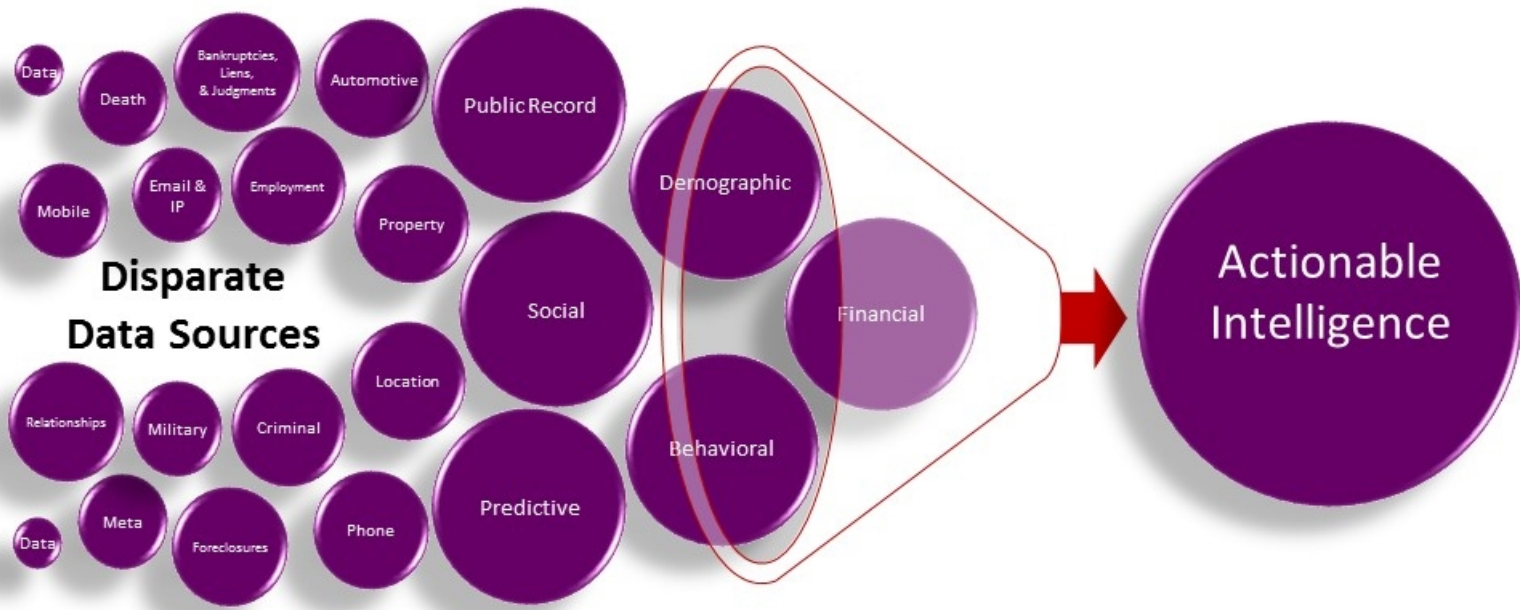 Data
Death
Bankruptcies,
Liens,
& Judgments
Automotive
Public Record
Mobile
Email &
IP
Employment
Property
Demographic
Disparate
Data Sources
Social
Financial
Actionable
Intelligence
Relationships
Military
Criminal
Location
Behavioral
Data
Meta
Foreclosures
Phone
Predictive